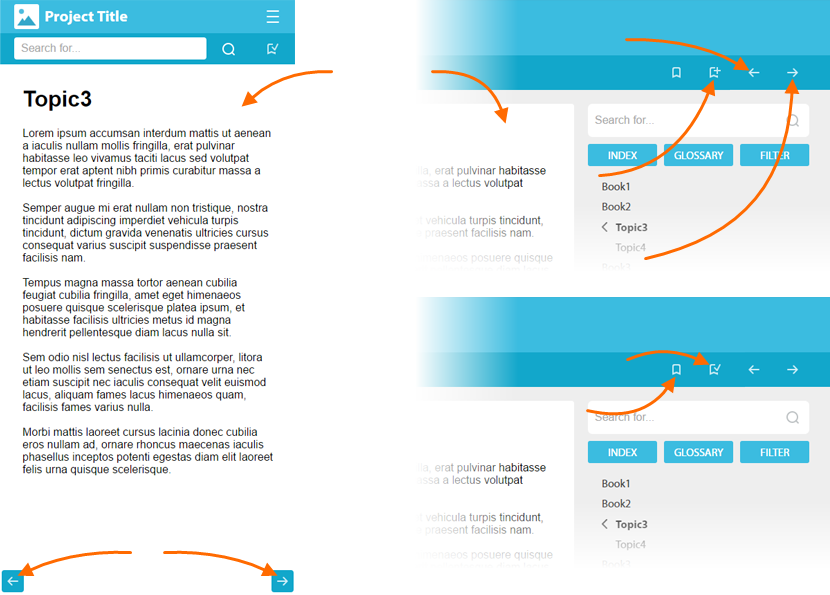 Project Title
Search for...
Topic3
Lorem ipsum accumsan interdum mattis ut aenean
a iaculis nullam mollis fringilla, erat pulvinar
habitasse leo vivamus taciti lacus sed volutpat
tempor erat aptent nibh primis curabitur massa a
lectus volutpat fringilla.
Semper augue mi erat nullam non tristique, nostra
tincidunt adipiscing imperdiet vehicula turpis
tincidunt, dictum gravida venenatis ultricies cursus
consequat varius suscipit suspendisse praesent
facilisis nam.
Tempus magna massa tortor aenean cubilia
feugiat cubilia fringilla, amet eget himenaeos
posuere quisque scelerisque platea ipsum, et
habitasse facilisis ultricies metus id magna
hendrerit pellentesque diam lacus nulla sit.
Sem odio nisl lectus facilisis ut ullamcorper, litora
ut leo mollis sem senectus est, ornare urna nec
etiam suscipit nec iaculis consequat velit euismod
lacus, aliquam fames lacus himenaeos quam,
facilisis fames varius nulla.
Morbi mattis laoreet cursus lacinia donec cubilia
eros nullam ad, ornare rhoncus maecenas iaculis
phasellus inceptos potenti egestas diam elit laoreet
felis urna quisque scelerisque.
erat pulvinar habitasse
massa a lectus volutpat
vehicula turpis tincidunt,
praesent facilisis nam.
himenaeos posuere quisque
Search for...
INDEX GLOSSARY FILTER
Book1
Book2
Topic3
Topic4
Book3
erat pulvinar habitasse
massa a lectus volutpat
vehicula turpis tincidunt,
praesent facilisis nam.
himenaeos posuere quisque
Search for...
INDEX GLOSSARY FILTER
Book1
Book2
Topic3
Topic4
Book3